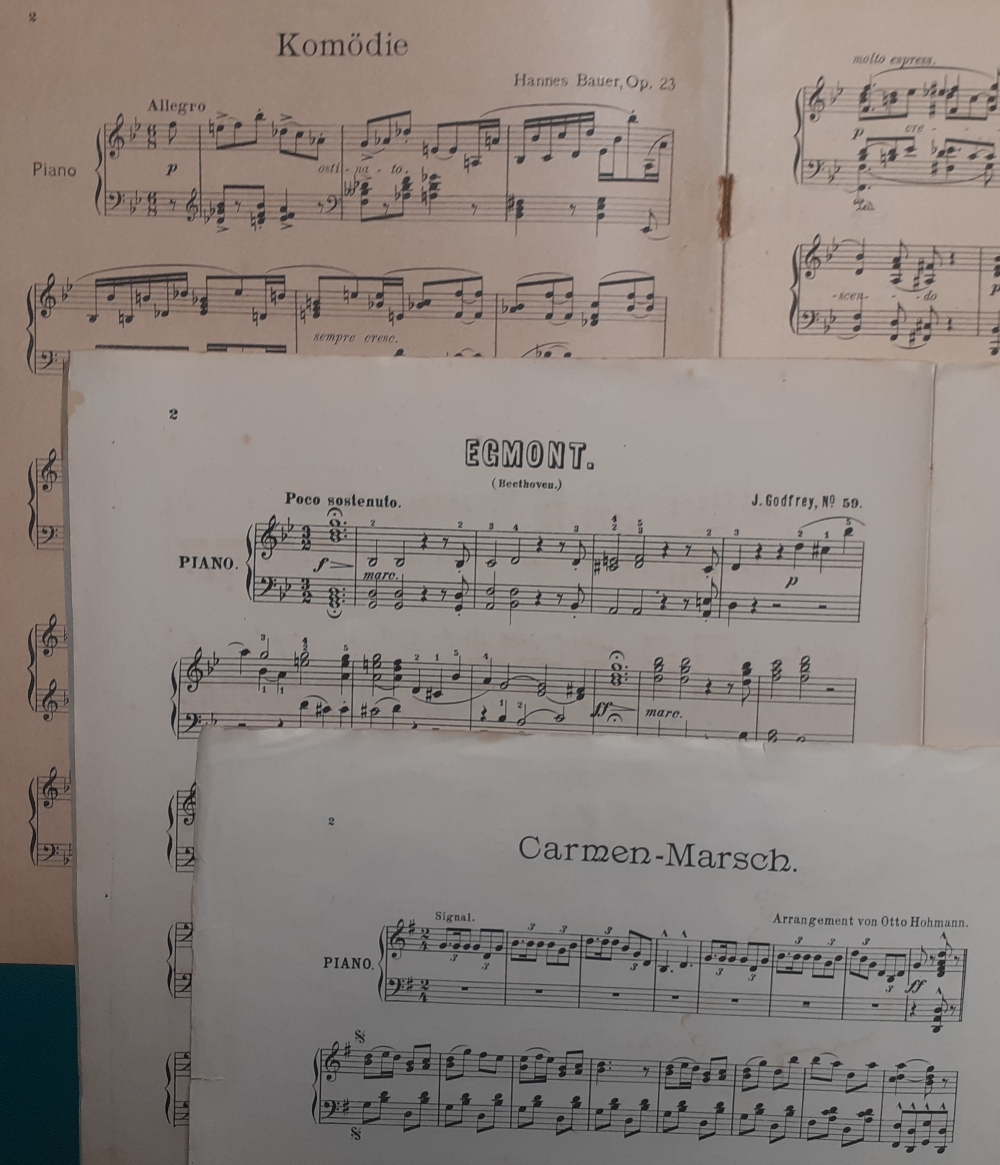 2
Komödie
Hannes Bauer, Op. 23
Allegro
Piano
p
osti - na - to.
sempre cresc.
molto espress.
p
cre -
-scen- - -do
p
2
EGMONT.
(Beethoven.)
J. Godfrey, Nº 59.
Poco sostenuto.
PIANO.
f
marc.
p
ff
marc.
2
Carmen-Marsch.
Arrangement von Otto Hohmann.
Signal.
PIANO.
ff